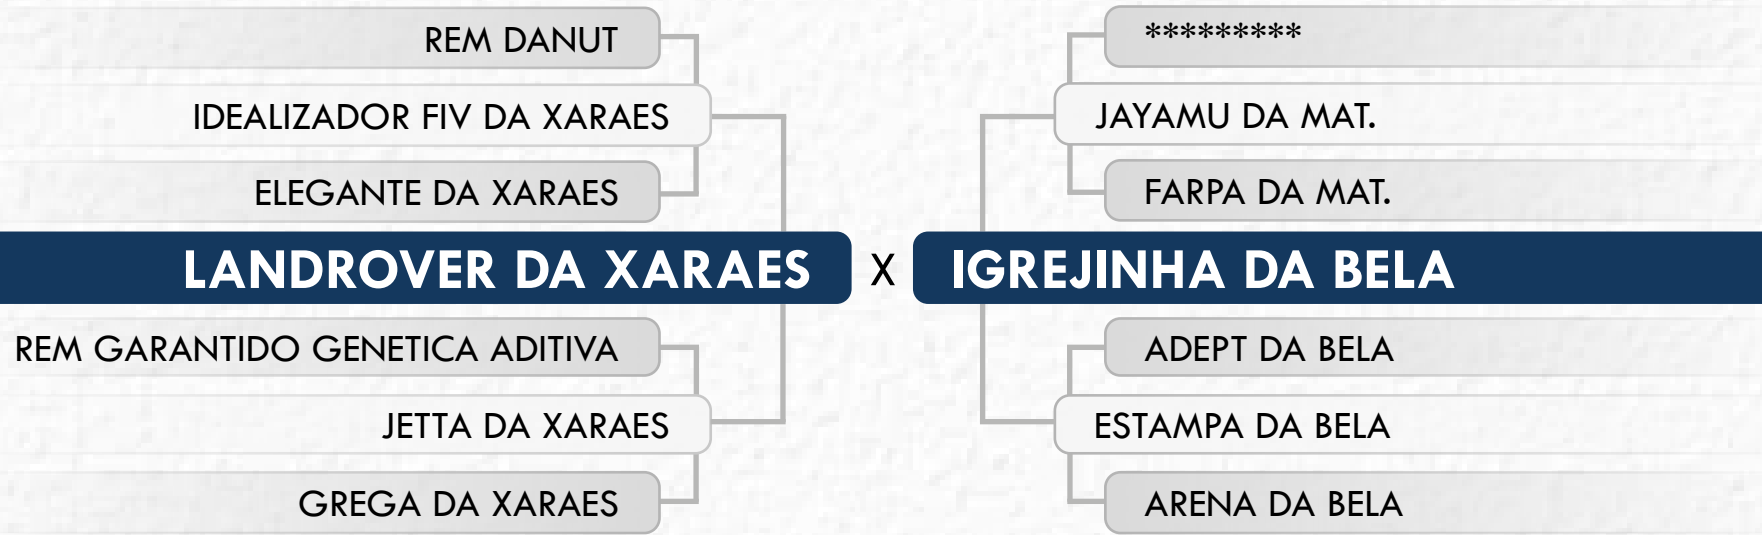 REM DANUT
IDEALIZADOR FIV DA XARAES
ELEGANTE DA XARAES
LANDROVER DA XARAES
REM GARANTIDO GENETICA ADITIVA
JETTA DA XARAES
GREGA DA XARAES
X
*********
JAYAMU DA MAT.
FARPA DA MAT.
IGREJINHA DA BELA
ADEPT DA BELA
ESTAMPA DA BELA
ARENA DA BELA